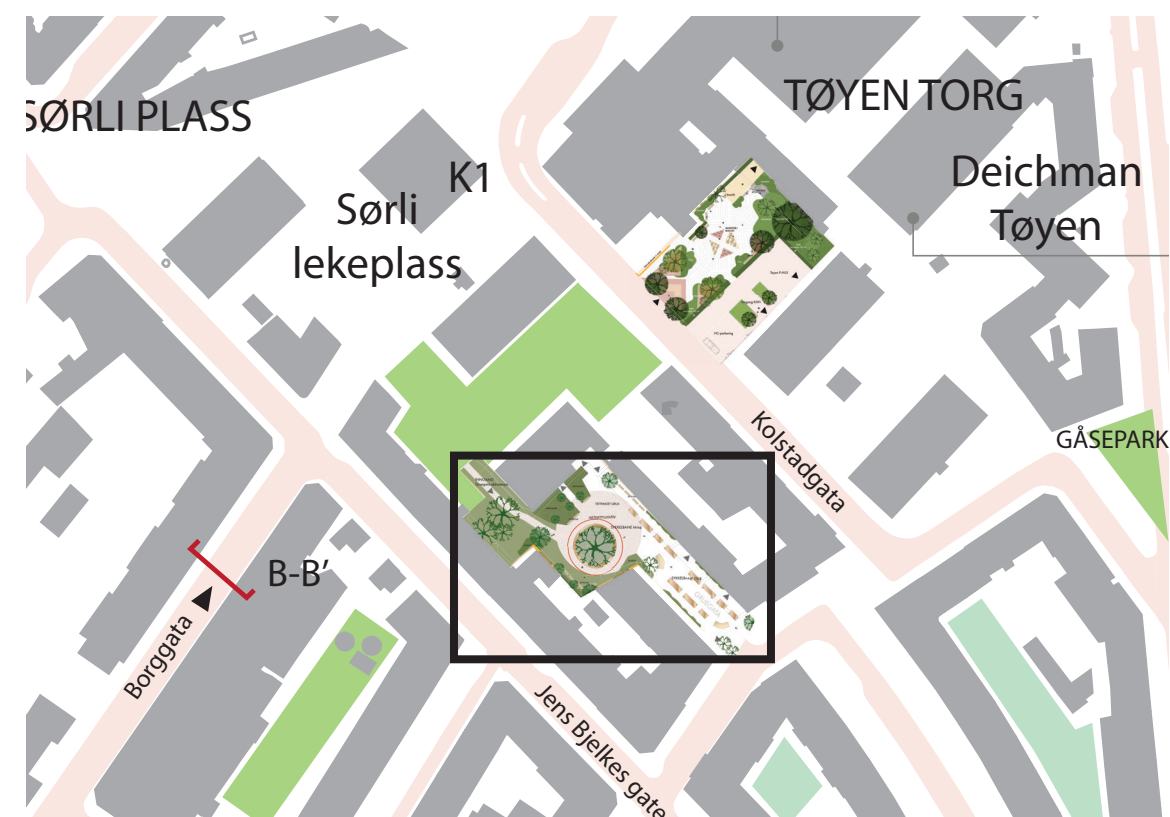 TØYEN TORG
SØRLI PLASS
K1
Deichman
Tøyen
Sørli
lekeplass
Kolstadgata
GÅSEPARK
B-B’
Borggata
Jens Bjelkes gate